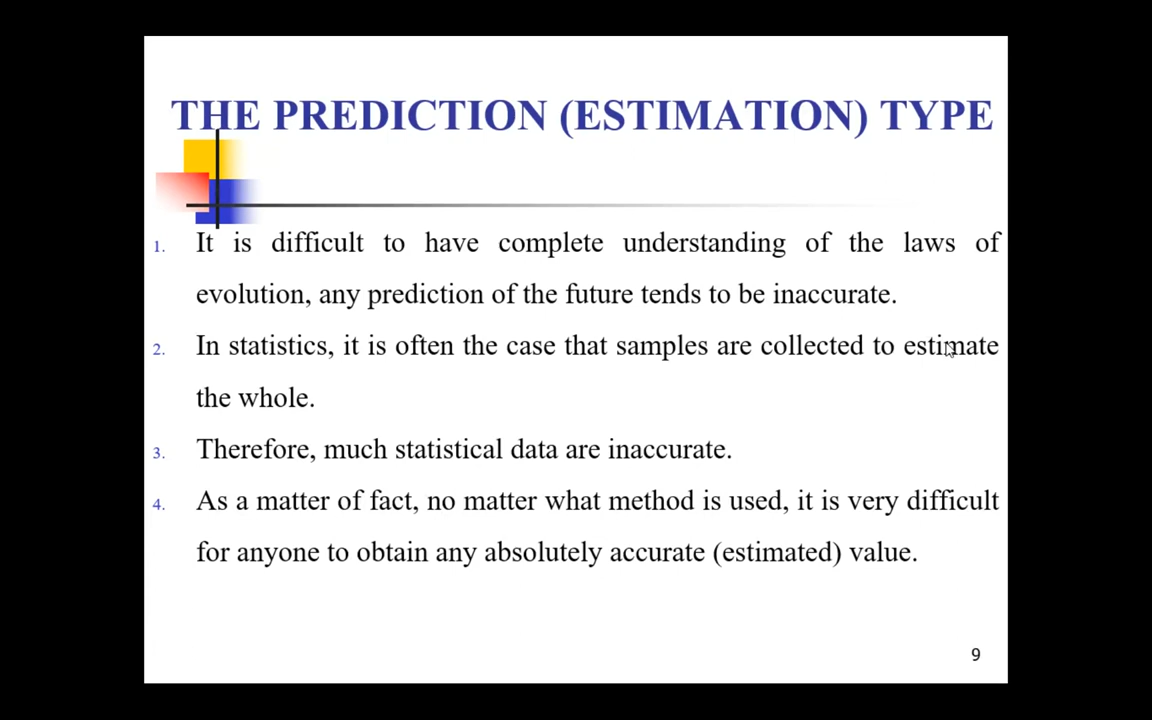 THE PREDICTION (ESTIMATION) TYPE
1. It is difficult to have complete understanding of the laws of
evolution, any prediction of the future tends to be inaccurate.
2. In statistics, it is often the case that samples are collected to estimate
the whole.
3. Therefore, much statistical data are inaccurate.
4. As a matter of fact, no matter what method is used, it is very difficult
for anyone to obtain any absolutely accurate (estimated) value.
9